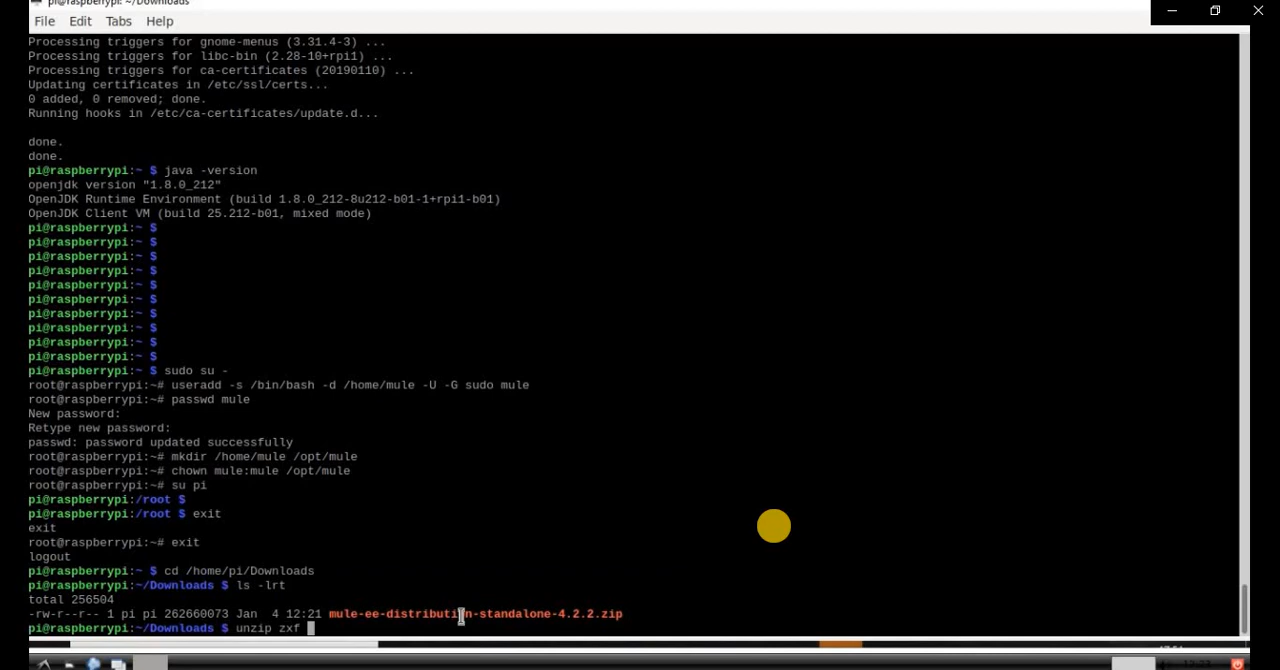 pi@raspberrypi: ~/Downloads
File Edit Tabs Help
Processing triggers for gnome-menus (3.31.4-3) ...
Processing triggers for libc-bin (2.28-10+rpi1) ...
Processing triggers for ca-certificates (20190110) ...
Updating certificates in /etc/ssl/certs...
0 added, 0 removed; done.
Running hooks in /etc/ca-certificates/update.d...
done.
done.
pi@raspberrypi:~ $ java -version
openjdk version "1.8.0_212"
OpenJDK Runtime Environment (build 1.8.0_212-8u212-b01-1+rpi1-b01)
OpenJDK Client VM (build 25.212-b01, mixed mode)
pi@raspberrypi:~ $
pi@raspberrypi:~ $
pi@raspberrypi:~ $
pi@raspberrypi:~ $
pi@raspberrypi:~ $
pi@raspberrypi:~ $
pi@raspberrypi:~ $
pi@raspberrypi:~ $
pi@raspberrypi:~ $
pi@raspberrypi:~ $
pi@raspberrypi:~ $ sudo su -
root@raspberrypi:~# useradd -s /bin/bash -d /home/mule -U -G sudo mule
root@raspberrypi:~# passwd mule
New password:
Retype new password:
passwd: password updated successfully
root@raspberrypi:~# mkdir /home/mule /opt/mule
root@raspberrypi:~# chown mule:mule /opt/mule
root@raspberrypi:~# su pi
pi@raspberrypi:/root $
pi@raspberrypi:/root $ exit
exit
root@raspberrypi:~# exit
logout
pi@raspberrypi:~ $ cd /home/pi/Downloads
pi@raspberrypi:~/Downloads $ ls -lrt
total 256504
-rw-r--r-- 1 pi pi 262660073 Jan  4 12:21 mule-ee-distribution-standalone-4.2.2.zip
pi@raspberrypi:~/Downloads $ unzip zxf